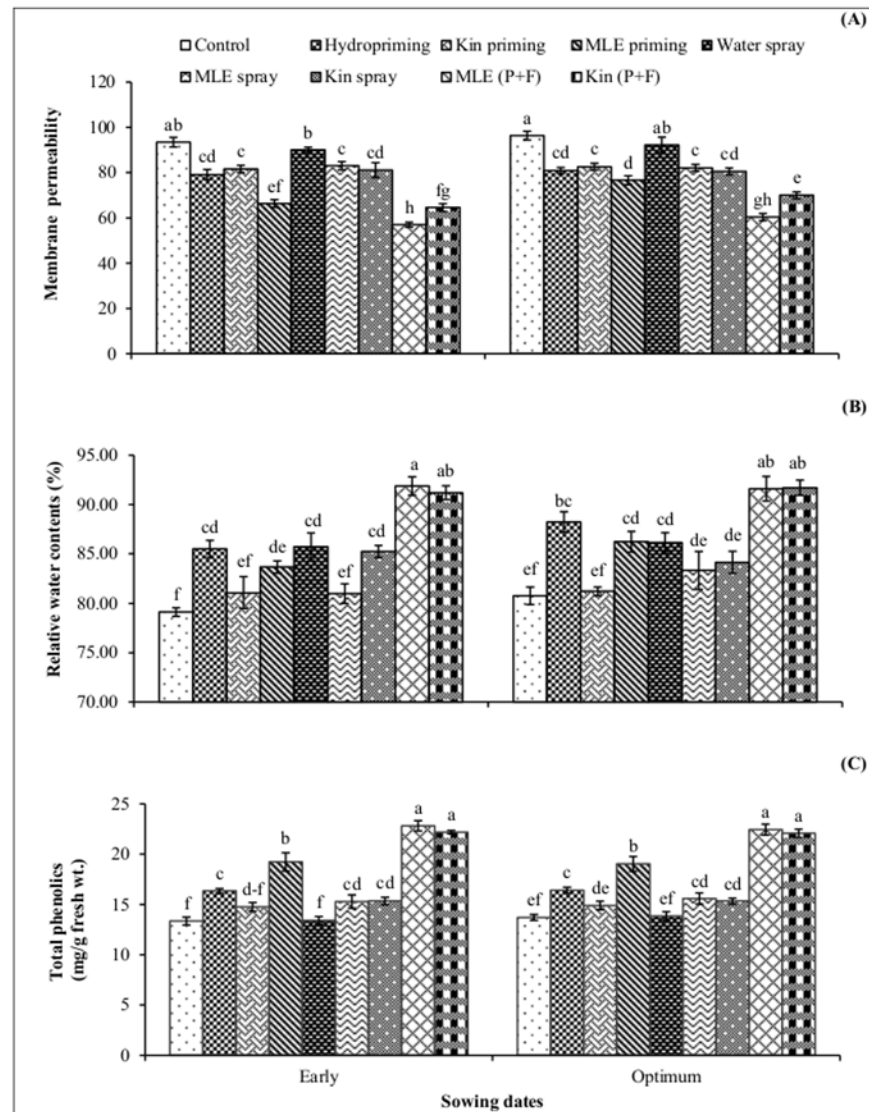 (A)
Control Hydropriming Kin priming MLE priming Water spray
MLE spray Kin spray MLE (P+F) Kin (P+F)
Membrane permeability
120
100
80
60
40
20
0
ab cd c ef b c cd h fg
a cd c d ab c cd gh e
(B)
Relative water contents (%)
95.00
90.00
85.00
80.00
75.00
70.00
f cd ef de cd ef cd a ab
ef bc ef cd cd de de ab ab
(C)
Total phenolics
(mg/g fresh wt.)
25
20
15
10
5
0
f c d-f b f cd cd a a
ef c de b ef cd cd a a
Early Optimum
Sowing dates